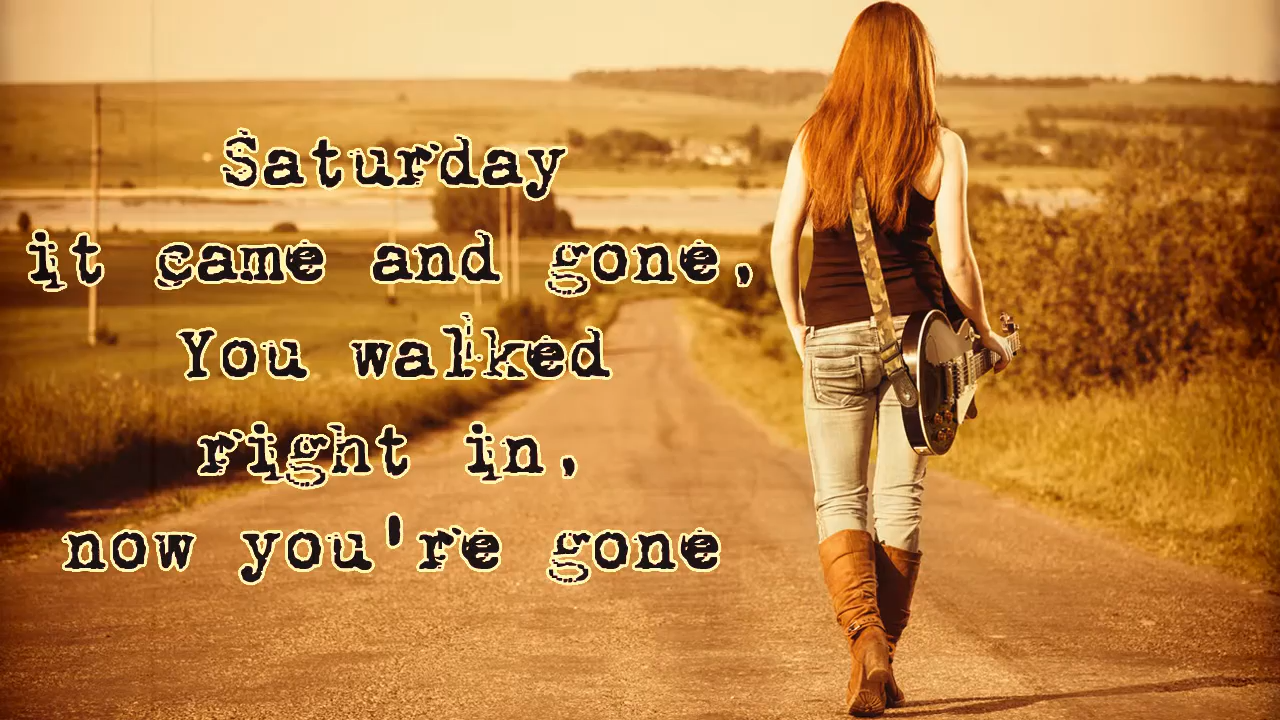 Saturday
it came and gone,
You walked
right in,
now you're gone